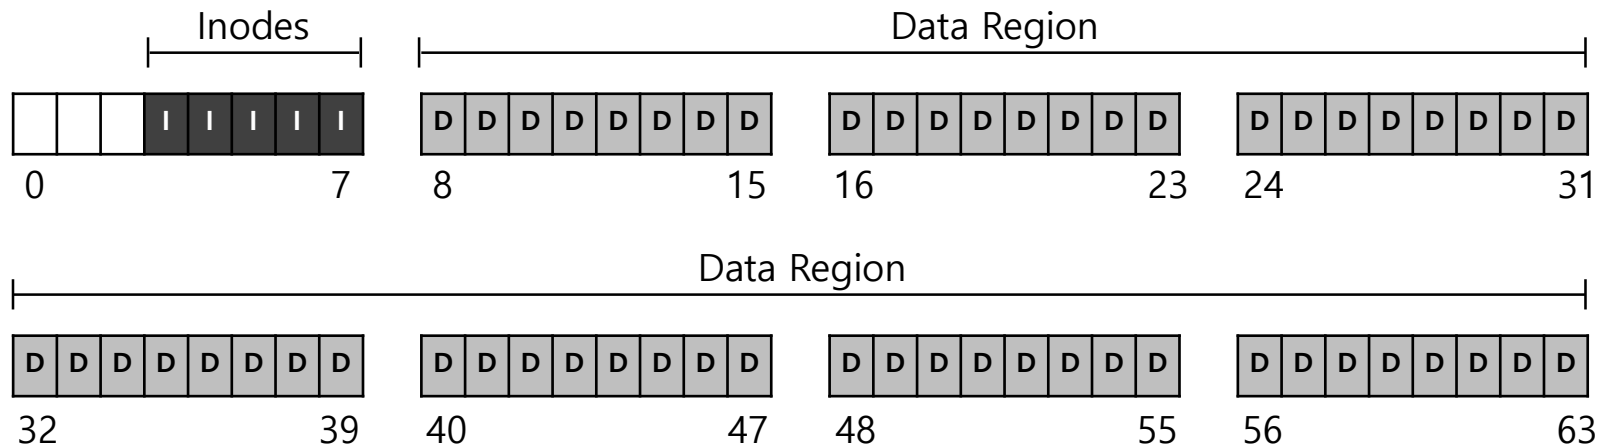 Inodes Data Region
I I I I I D D D D D D D D D D D D D D D D D D D D D D D D
0 7 8 15 16 23 24 31
Data Region
D D D D D D D D D D D D D D D D D D D D D D D D D D D D D D D D
32 39 40 47 48 55 56 63